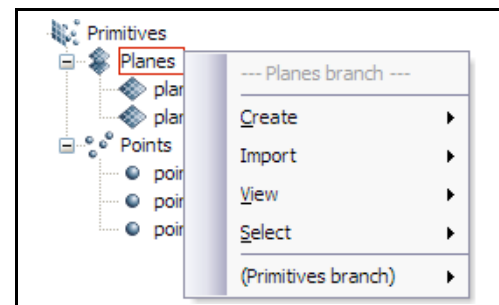 Primitives
Planes
plan
plan
Points
poin
poin
poin
--- Planes branch ---
Create
Import
View
Select
(Primitives branch)